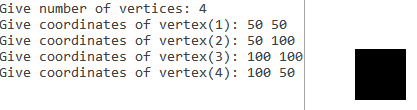 Give number of vertices: 4
Give coordinates of vertex(1): 50 50
Give coordinates of vertex(2): 50 100
Give coordinates of vertex(3): 100 100
Give coordinates of vertex(4): 100 50